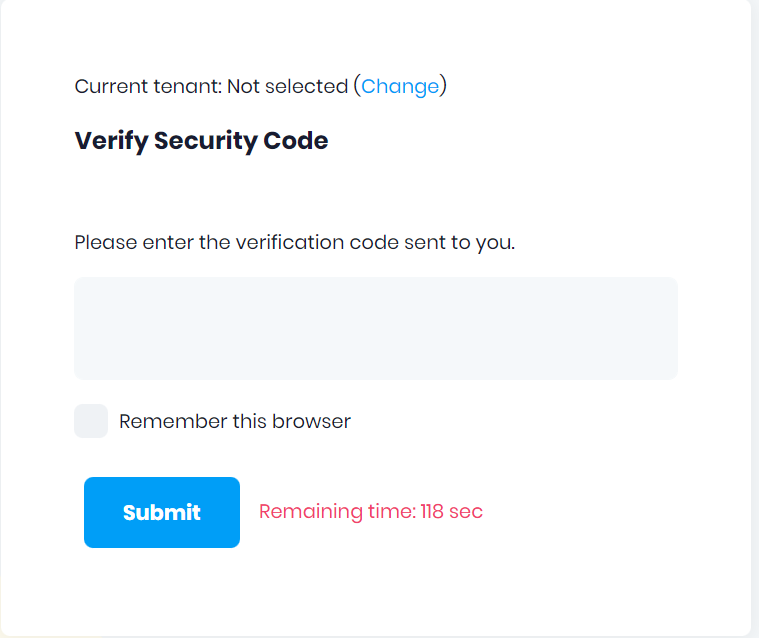 Current tenant: Not selected (Change)
Verify Security Code
Please enter the verification code sent to you.
Remember this browser
Submit Remaining time: 118 sec